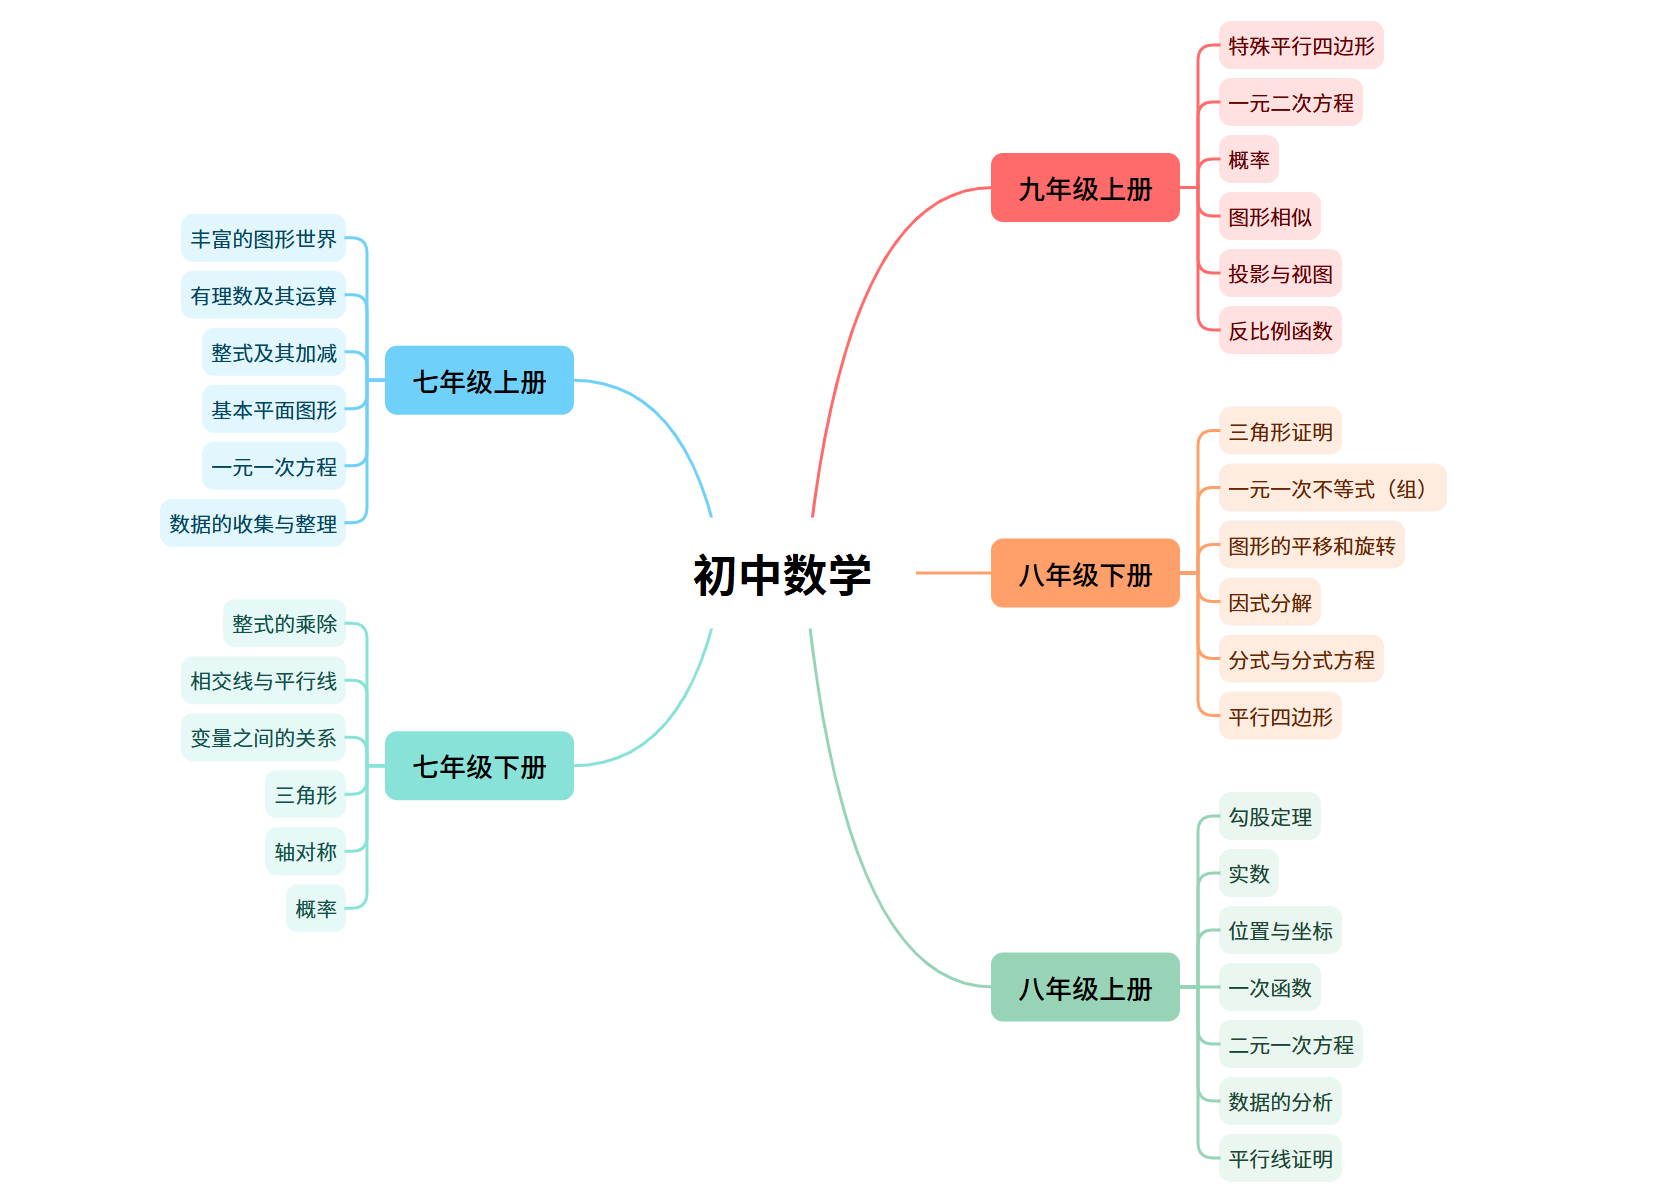 初中数学
九年级上册
特殊平行四边形
一元二次方程
概率
图形相似
投影与视图
反比例函数
八年级下册
三角形证明
一元一次不等式（组）
图形的平移和旋转
因式分解
分式与分式方程
平行四边形
八年级上册
勾股定理
实数
位置与坐标
一次函数
二元一次方程
数据的分析
平行线证明
七年级上册
丰富的图形世界
有理数及其运算
整式及其加减
基本平面图形
一元一次方程
数据的收集与整理
七年级下册
整式的乘除
相交线与平行线
变量之间的关系
三角形
轴对称
概率